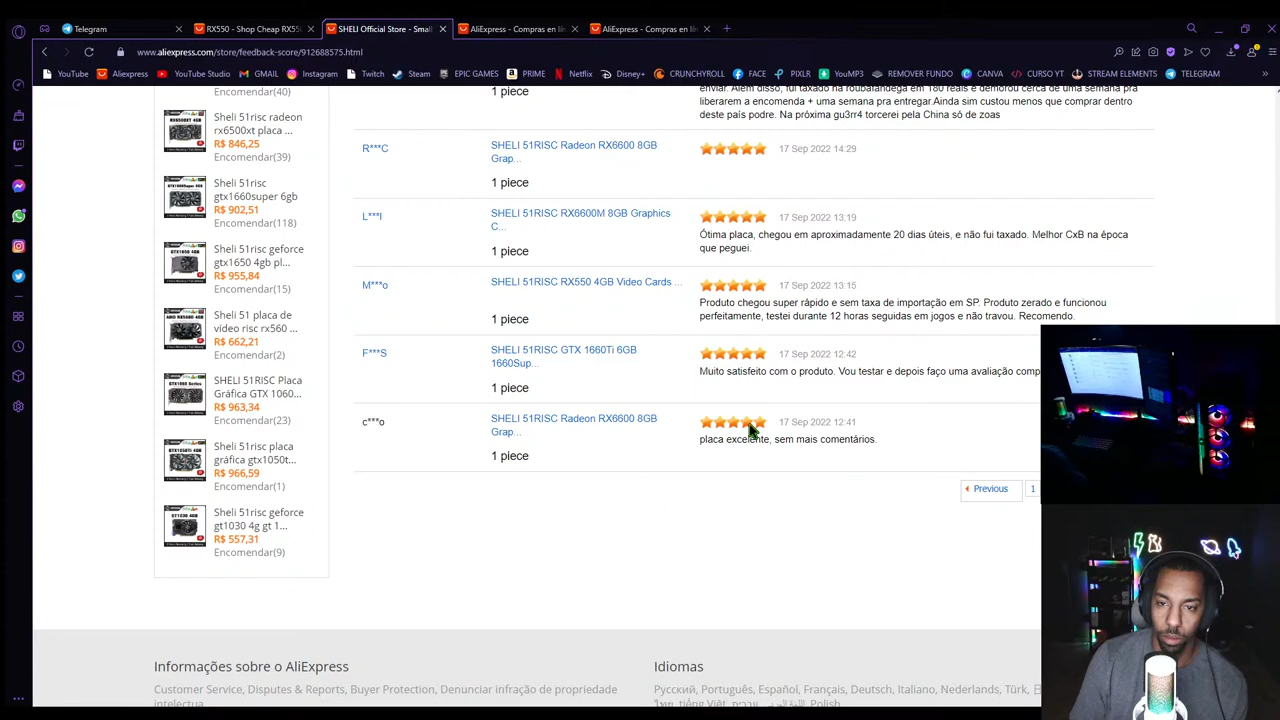 Telegram
RX550 - Shop Cheap RX55
SHELI Official Store - Small
AliExpress - Compras en lí
AliExpress - Compras en lí
www.aliexpress.com/store/feedback-score/912688575.html
YouTube
Aliexpress
YouTube Studio
GMAIL
Instagram
Twitch
Steam
EPIC GAMES
PRIME
Netflix
Disney+
CRUNCHYROLL
FACE
PIXLR
YouMP3
REMOVER FUNDO
CANVA
CURSO YT
STREAM ELEMENTS
TELEGRAM
Encomendar(40)
Sheli 51risc radeon
rx6500xt placa ...
R$ 846,25
Encomendar(39)
Sheli 51risc
gtx1660super 6gb
R$ 902,51
Encomendar(118)
Sheli 51risc geforce
gtx1650 4gb pl...
R$ 955,84
Encomendar(15)
Sheli 51 placa de
vídeo risc rx560 ...
R$ 662,21
Encomendar(2)
SHELI 51RISC Placa
Gráfica GTX 1060...
R$ 963,34
Encomendar(23)
Sheli 51risc placa
gráfica gtx1050t...
R$ 966,59
Encomendar(1)
Sheli 51risc geforce
gt1030 4g gt 1...
R$ 557,31
Encomendar(9)
1 piece
enviar. Além disso, fui taxado na roubafandega em 180 reais e demorou cerca de uma semana pra
liberarem a encomenda + uma semana pra entregar.Ainda sim custou menos que comprar dentro
deste país podre. Na próxima gu3rr4 torcerei pela China só de zoas
R***C
SHELI 51RISC Radeon RX6600 8GB
Grap...
1 piece
17 Sep 2022 14:29
L***l
SHELI 51RISC RX6600M 8GB Graphics
C...
1 piece
17 Sep 2022 13:19
Ótima placa, chegou em aproximadamente 20 dias úteis, e não fui taxado. Melhor CxB na época
que peguei.
M***o
SHELI 51RISC RX550 4GB Video Cards ...
1 piece
17 Sep 2022 13:15
Produto chegou super rápido e sem taxa de importação em SP. Produto zerado e funcionou
perfeitamente, testei durante 12 horas seguidas em jogos e não travou. Recomendo.
F***S
SHELI 51RISC GTX 1660Ti 6GB
1660Sup...
1 piece
17 Sep 2022 12:42
Muito satisfeito com o produto. Vou testar e depois faço uma avaliação comp
c***o
SHELI 51RISC Radeon RX6600 8GB
Grap...
1 piece
17 Sep 2022 12:41
placa excelente, sem mais comentários.
Previous
1
Informações sobre o AliExpress
Customer Service, Disputes & Reports, Buyer Protection, Denunciar infração de propriedade
intelectua
Idiomas
Русский, Português, Español, Français, Deutsch, Italiano, Nederlands, Türk,
Tiếng Việt, עברית, Polish